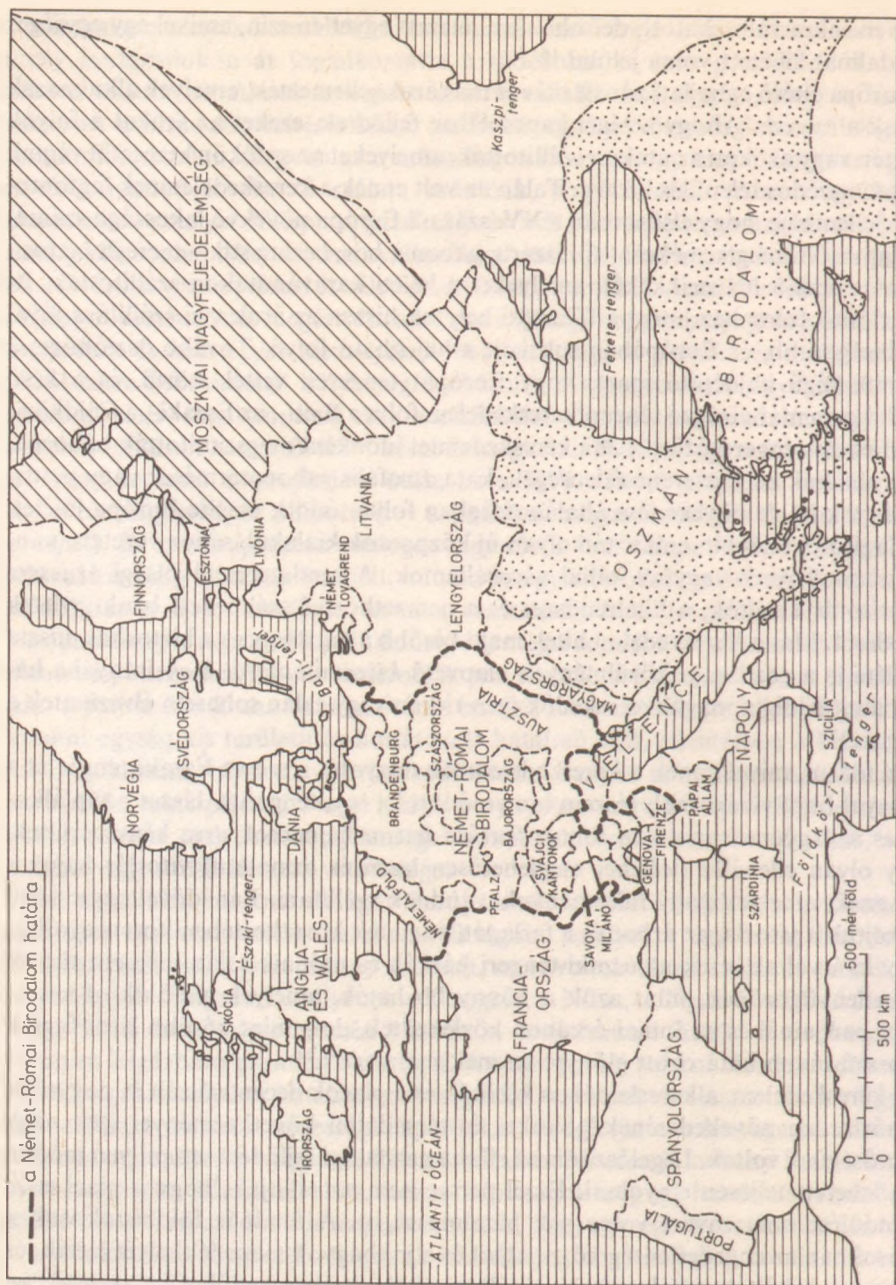 a Német-Római Birodalom határa
NORVÉGIA
SVÉDORSZÁG
FINNORSZÁG
MOSZKVAI NAGYFEJEDELEMSÉG
ÉSZTÓNIA
LIVÓNIA
LITVÁNIA
NÉMET
LOVAGREND
Balti-tenger
DÁNIA
Északi-tenger
SKÓCIA
ÍRORSZÁG
ANGLIA
ÉS WALES
ATLANTI-ÓCEÁN
NÉMETALFÖLD
BRANDENBURG
SZÁSZORSZÁG
LENGYELORSZÁG
NÉMET-RÓMAI
BIRODALOM
PFALZ
BAJORORSZÁG
AUSZTRIA
MAGYARORSZÁG
SVÁJCI
KANTONOK
FRANCIA-
ORSZÁG
SAVOYA
MILÁNÓ
VELENCE
GENOVA
FIRENZE
PÁPAI
ÁLLAM
NÁPOLY
SZICÍLIA
SZARDÍNIA
Földközi-tenger
SPANYOLORSZÁG
PORTUGÁLIA
OSZMÁN BIRODALOM
Fekete-tenger
Kaszpi-
tenger
0 500 km
0 500 mérföld